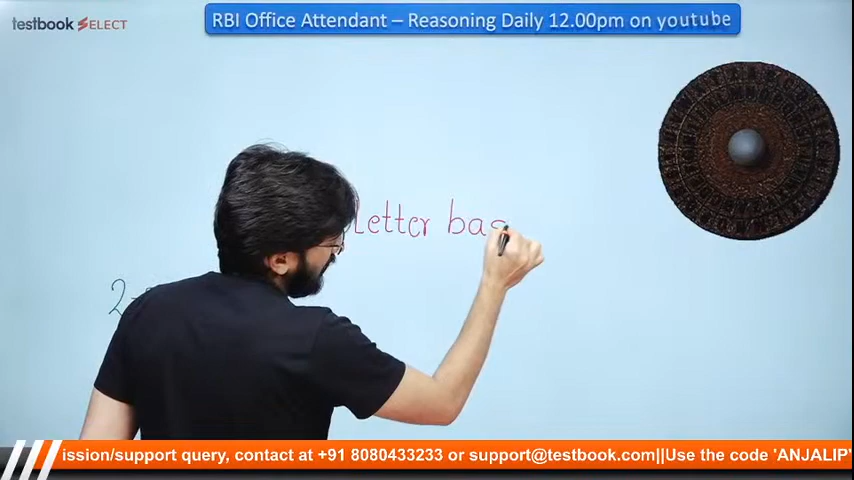 testbook SELECT
RBI Office Attendant – Reasoning Daily 12.00pm on youtube
Letter bas
ission/support query, contact at +91 8080433233 or support@testbook.com||Use the code 'ANJALIP'